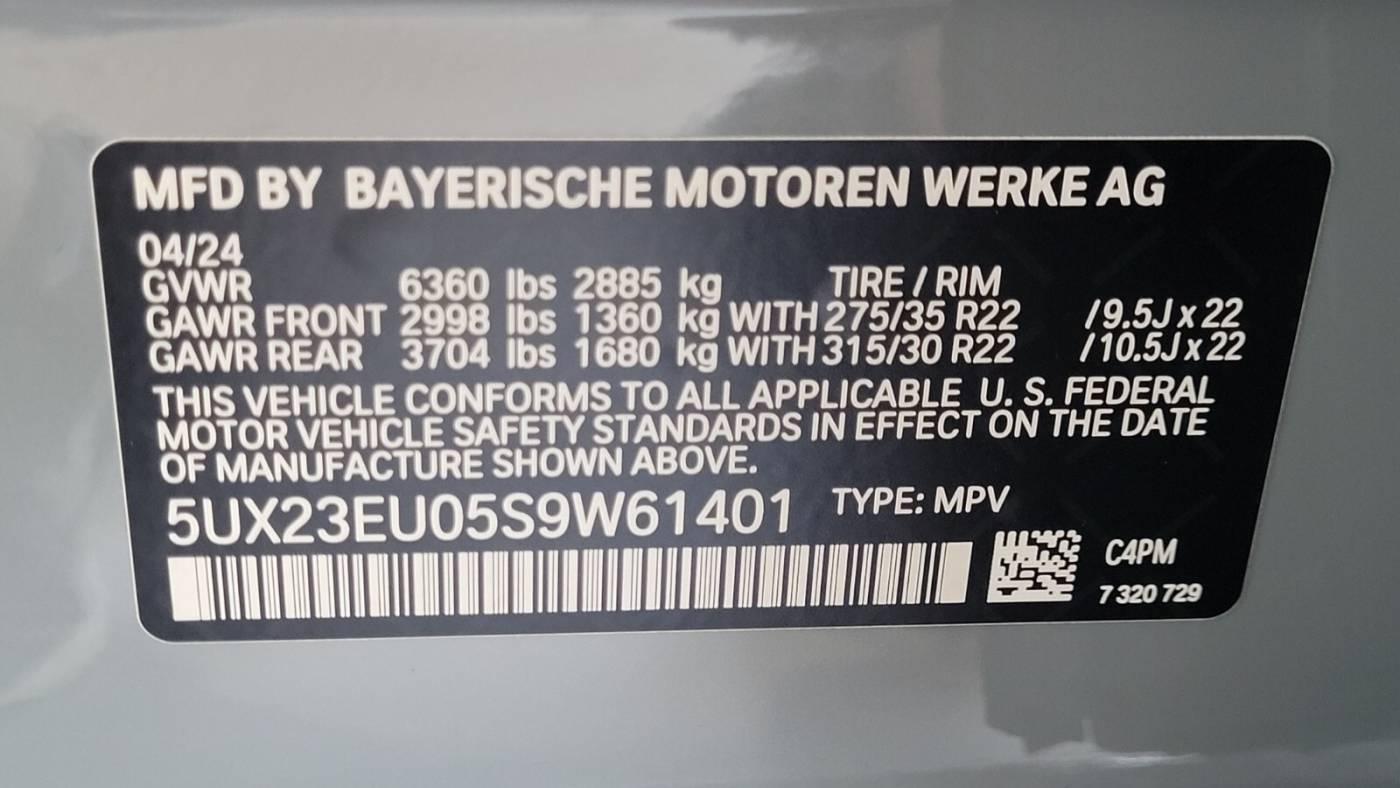 MFD BY BAYERISCHE MOTOREN WERKE AG
04/24
GVWR 6360 lbs 2885 kg TIRE / RIM
GAWR FRONT 2998 lbs 1360 kg WITH 275/35 R22 / 9.5J x 22
GAWR REAR 3704 lbs 1680 kg WITH 315/30 R22 / 10.5J x 22
THIS VEHICLE CONFORMS TO ALL APPLICABLE U. S. FEDERAL
MOTOR VEHICLE SAFETY STANDARDS IN EFFECT ON THE DATE
OF MANUFACTURE SHOWN ABOVE.
5UX23EU05S9W61401 TYPE: MPV
C4PM
7 320 729